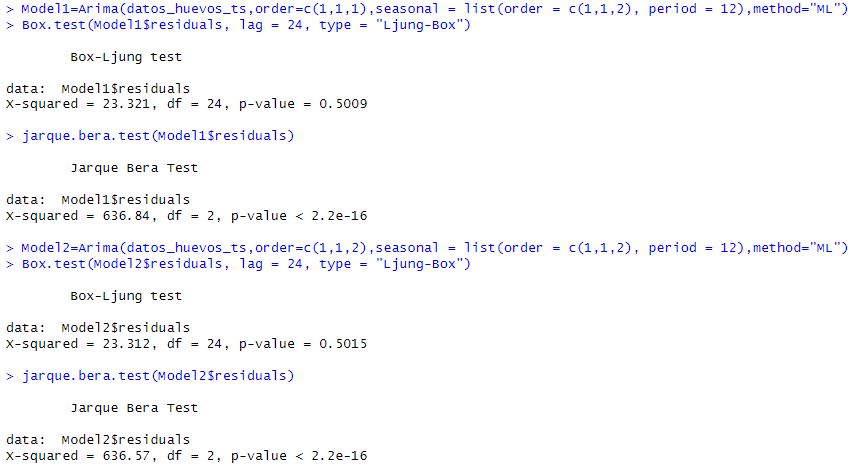 > Model1=Arima(datos_huevos_ts,order=c(1,1,1),seasonal = list(order = c(1,1,2), period = 12),method="ML")
> Box.test(Model1$residuals, lag = 24, type = "Ljung-Box")
Box-Ljung test
data:  Model1$residuals
X-squared = 23.321, df = 24, p-value = 0.5009
> jarque.bera.test(Model1$residuals)
Jarque Bera Test
data:  Model1$residuals
X-squared = 636.84, df = 2, p-value < 2.2e-16
> Model2=Arima(datos_huevos_ts,order=c(1,1,2),seasonal = list(order = c(1,1,2), period = 12),method="ML")
> Box.test(Model2$residuals, lag = 24, type = "Ljung-Box")
Box-Ljung test
data:  Model2$residuals
X-squared = 23.312, df = 24, p-value = 0.5015
> jarque.bera.test(Model2$residuals)
Jarque Bera Test
data:  Model2$residuals
X-squared = 636.57, df = 2, p-value < 2.2e-16